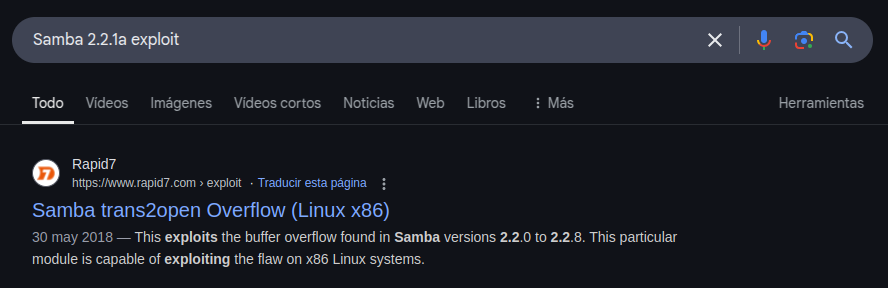 Samba 2.2.1a exploit
Todo Vídeos Imágenes Vídeos cortos Noticias Web Libros Más Herramientas
Rapid7
https://www.rapid7.com › exploit · Traducir esta página
Samba trans2open Overflow (Linux x86)
30 may 2018 — This exploits the buffer overflow found in Samba versions 2.2.0 to 2.2.8. This particular
module is capable of exploiting the flaw on x86 Linux systems.